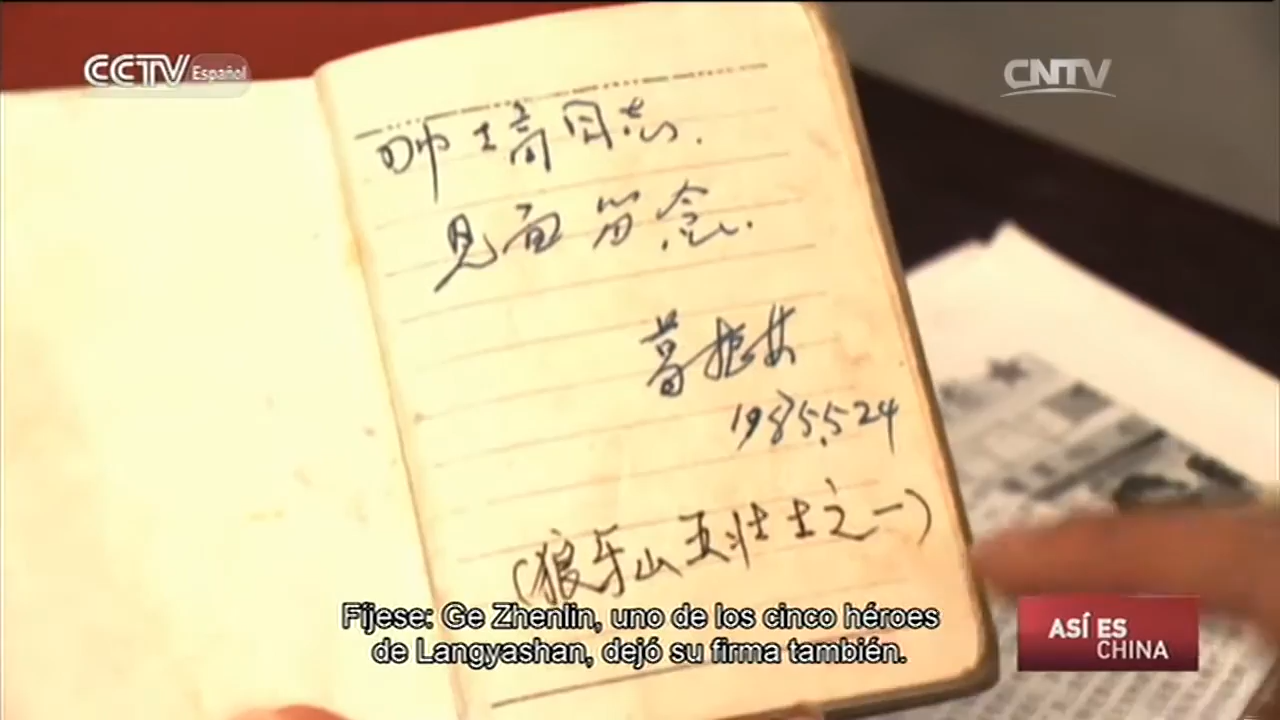 CCTV Español
CNTV
同志.
见面留念.
葛振林
1985.5.24
(狼牙山五壮士之一)
Fíjese: Ge Zhenlin, uno de los cinco héroes
de Langyashan, dejó su firma también.
ASÍ ES
CHINA